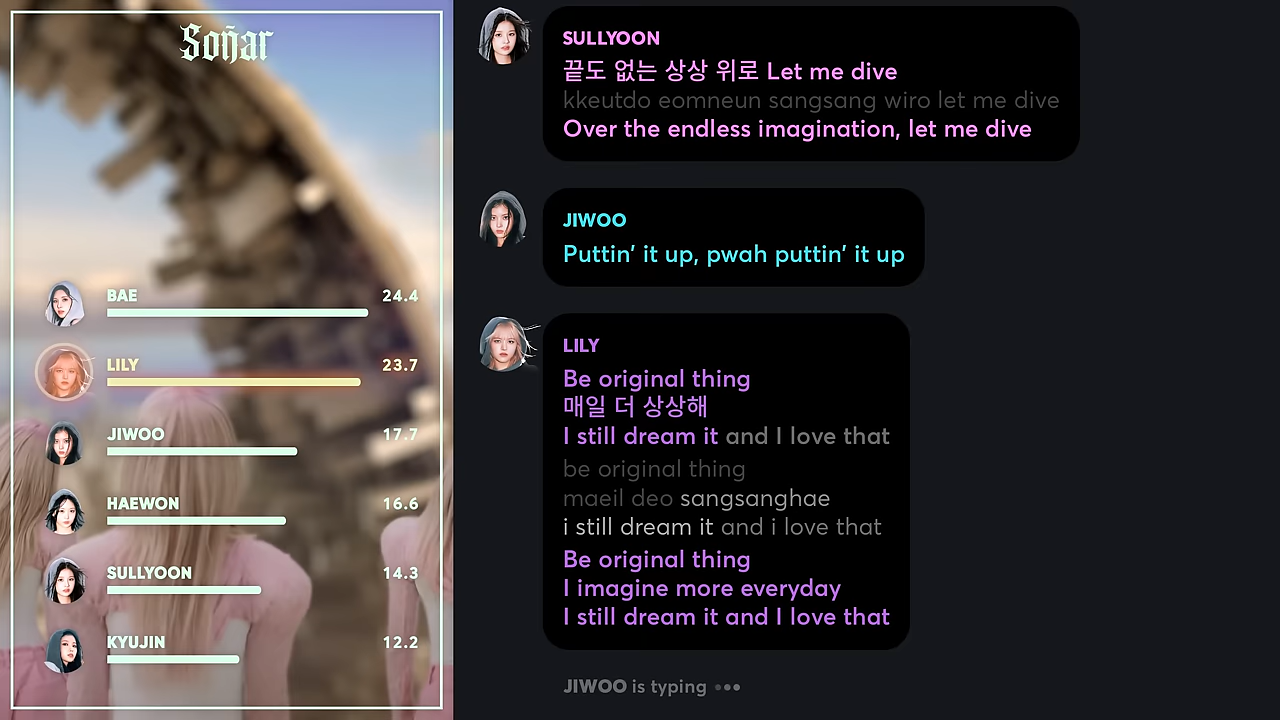 Soñar
BAE 24.4
LILY 23.7
JIWOO 17.7
HAEWON 16.6
SULLYOON 14.3
KYUJIN 12.2
SULLYOON
끝도 없는 상상 위로 Let me dive
kkeutdo eomneun sangsang wiro let me dive
Over the endless imagination, let me dive
JIWOO
Puttin' it up, pwah puttin' it up
LILY
Be original thing
매일 더 상상해
I still dream it and I love that
be original thing
maeil deo sangsanghae
i still dream it and i love that
Be original thing
I imagine more everyday
I still dream it and I love that
JIWOO is typing •••